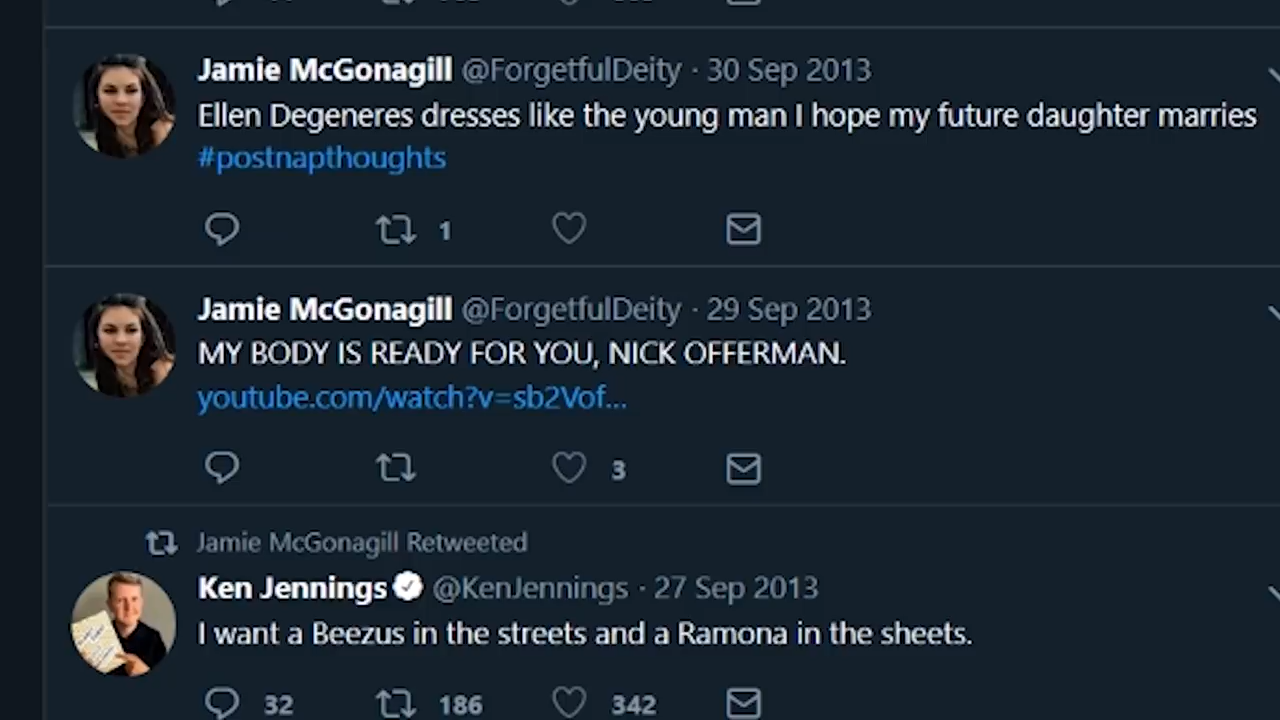 Jamie McGonagill @ForgetfulDeity · 30 Sep 2013
Ellen Degeneres dresses like the young man I hope my future daughter marries
#postnapthoughts
1
Jamie McGonagill @ForgetfulDeity · 29 Sep 2013
MY BODY IS READY FOR YOU, NICK OFFERMAN.
youtube.com/watch?v=sb2Vof...
3
Jamie McGonagill Retweeted
Ken Jennings @KenJennings · 27 Sep 2013
I want a Beezus in the streets and a Ramona in the sheets.
32 186 342